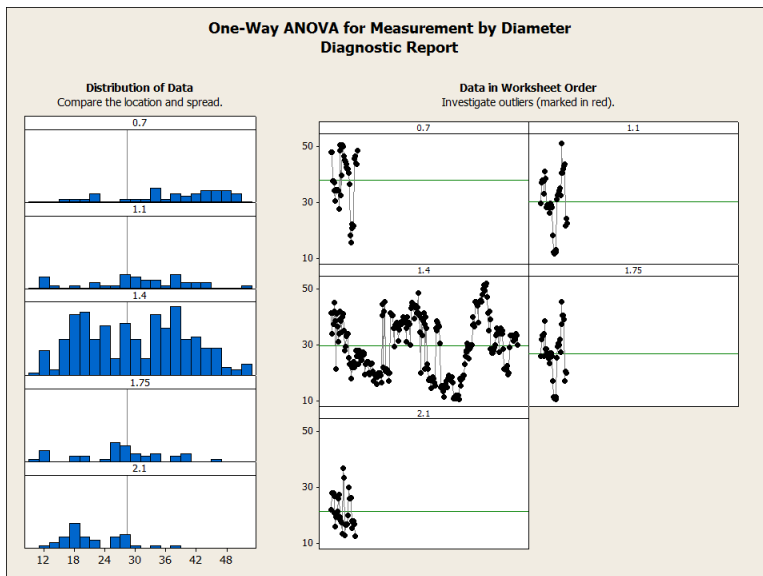 One-Way ANOVA for Measurement by Diameter
Diagnostic Report
Distribution of Data
Compare the location and spread.
0.7
1.1
1.4
1.75
2.1
12 18 24 30 36 42 48
Data in Worksheet Order
Investigate outliers (marked in red).
0.7 1.1
50
30
10
1.4 1.75
50
30
10
2.1
50
30
10